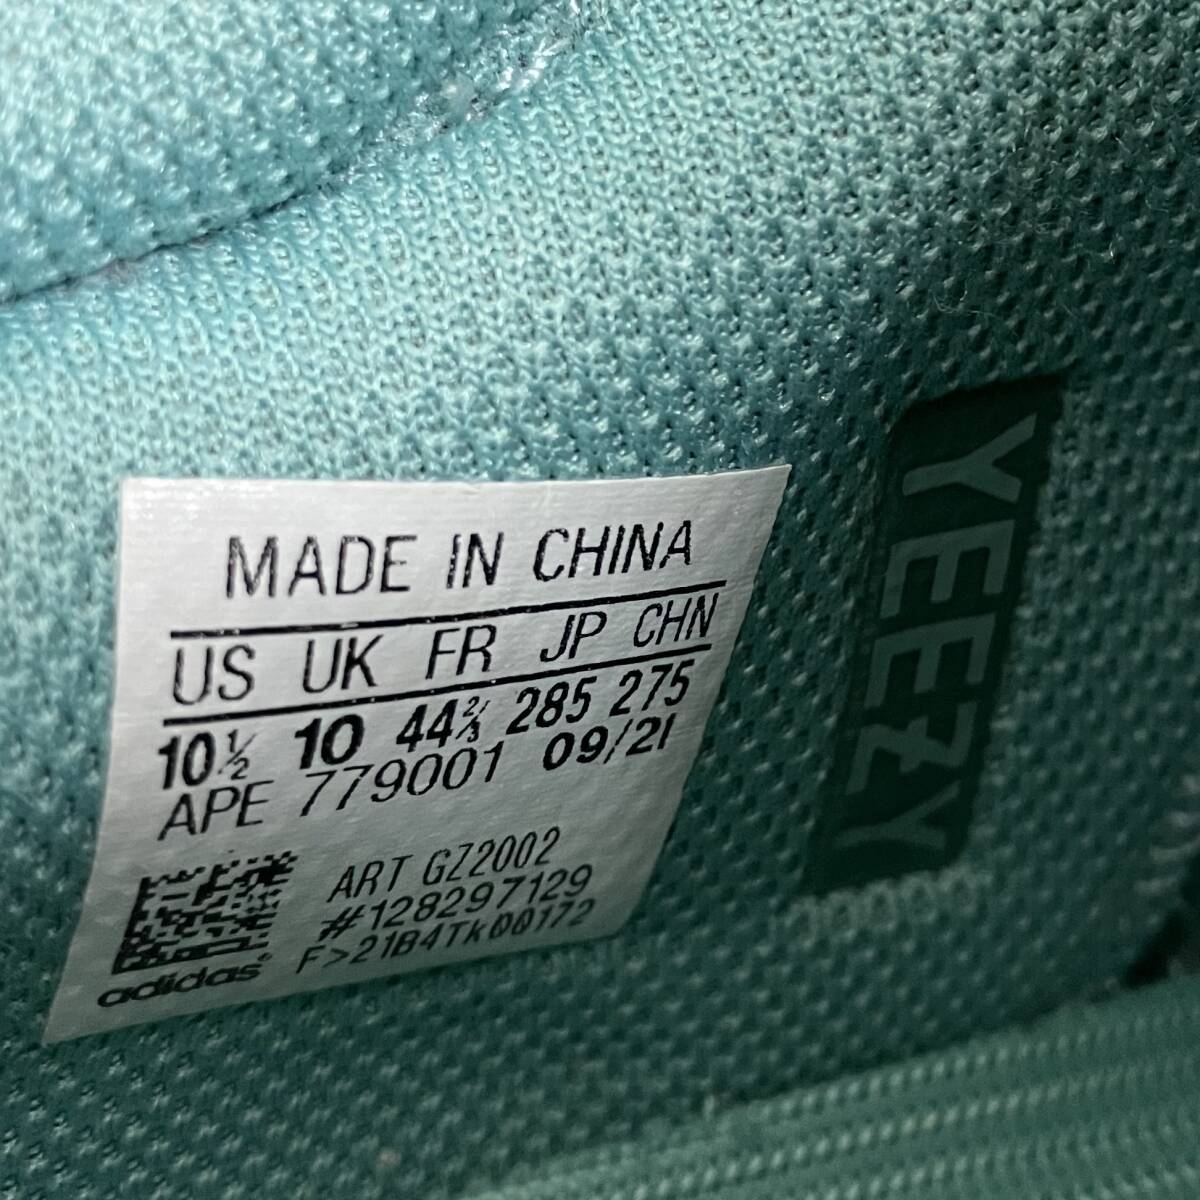 MADE IN CHINA
US UK FR JP CHN
10½ 10 44⅔ 285 275
APE 779001 09/21
ART GZ2002
#128297129
F>21B4Tk00172
adidas
YEEZY